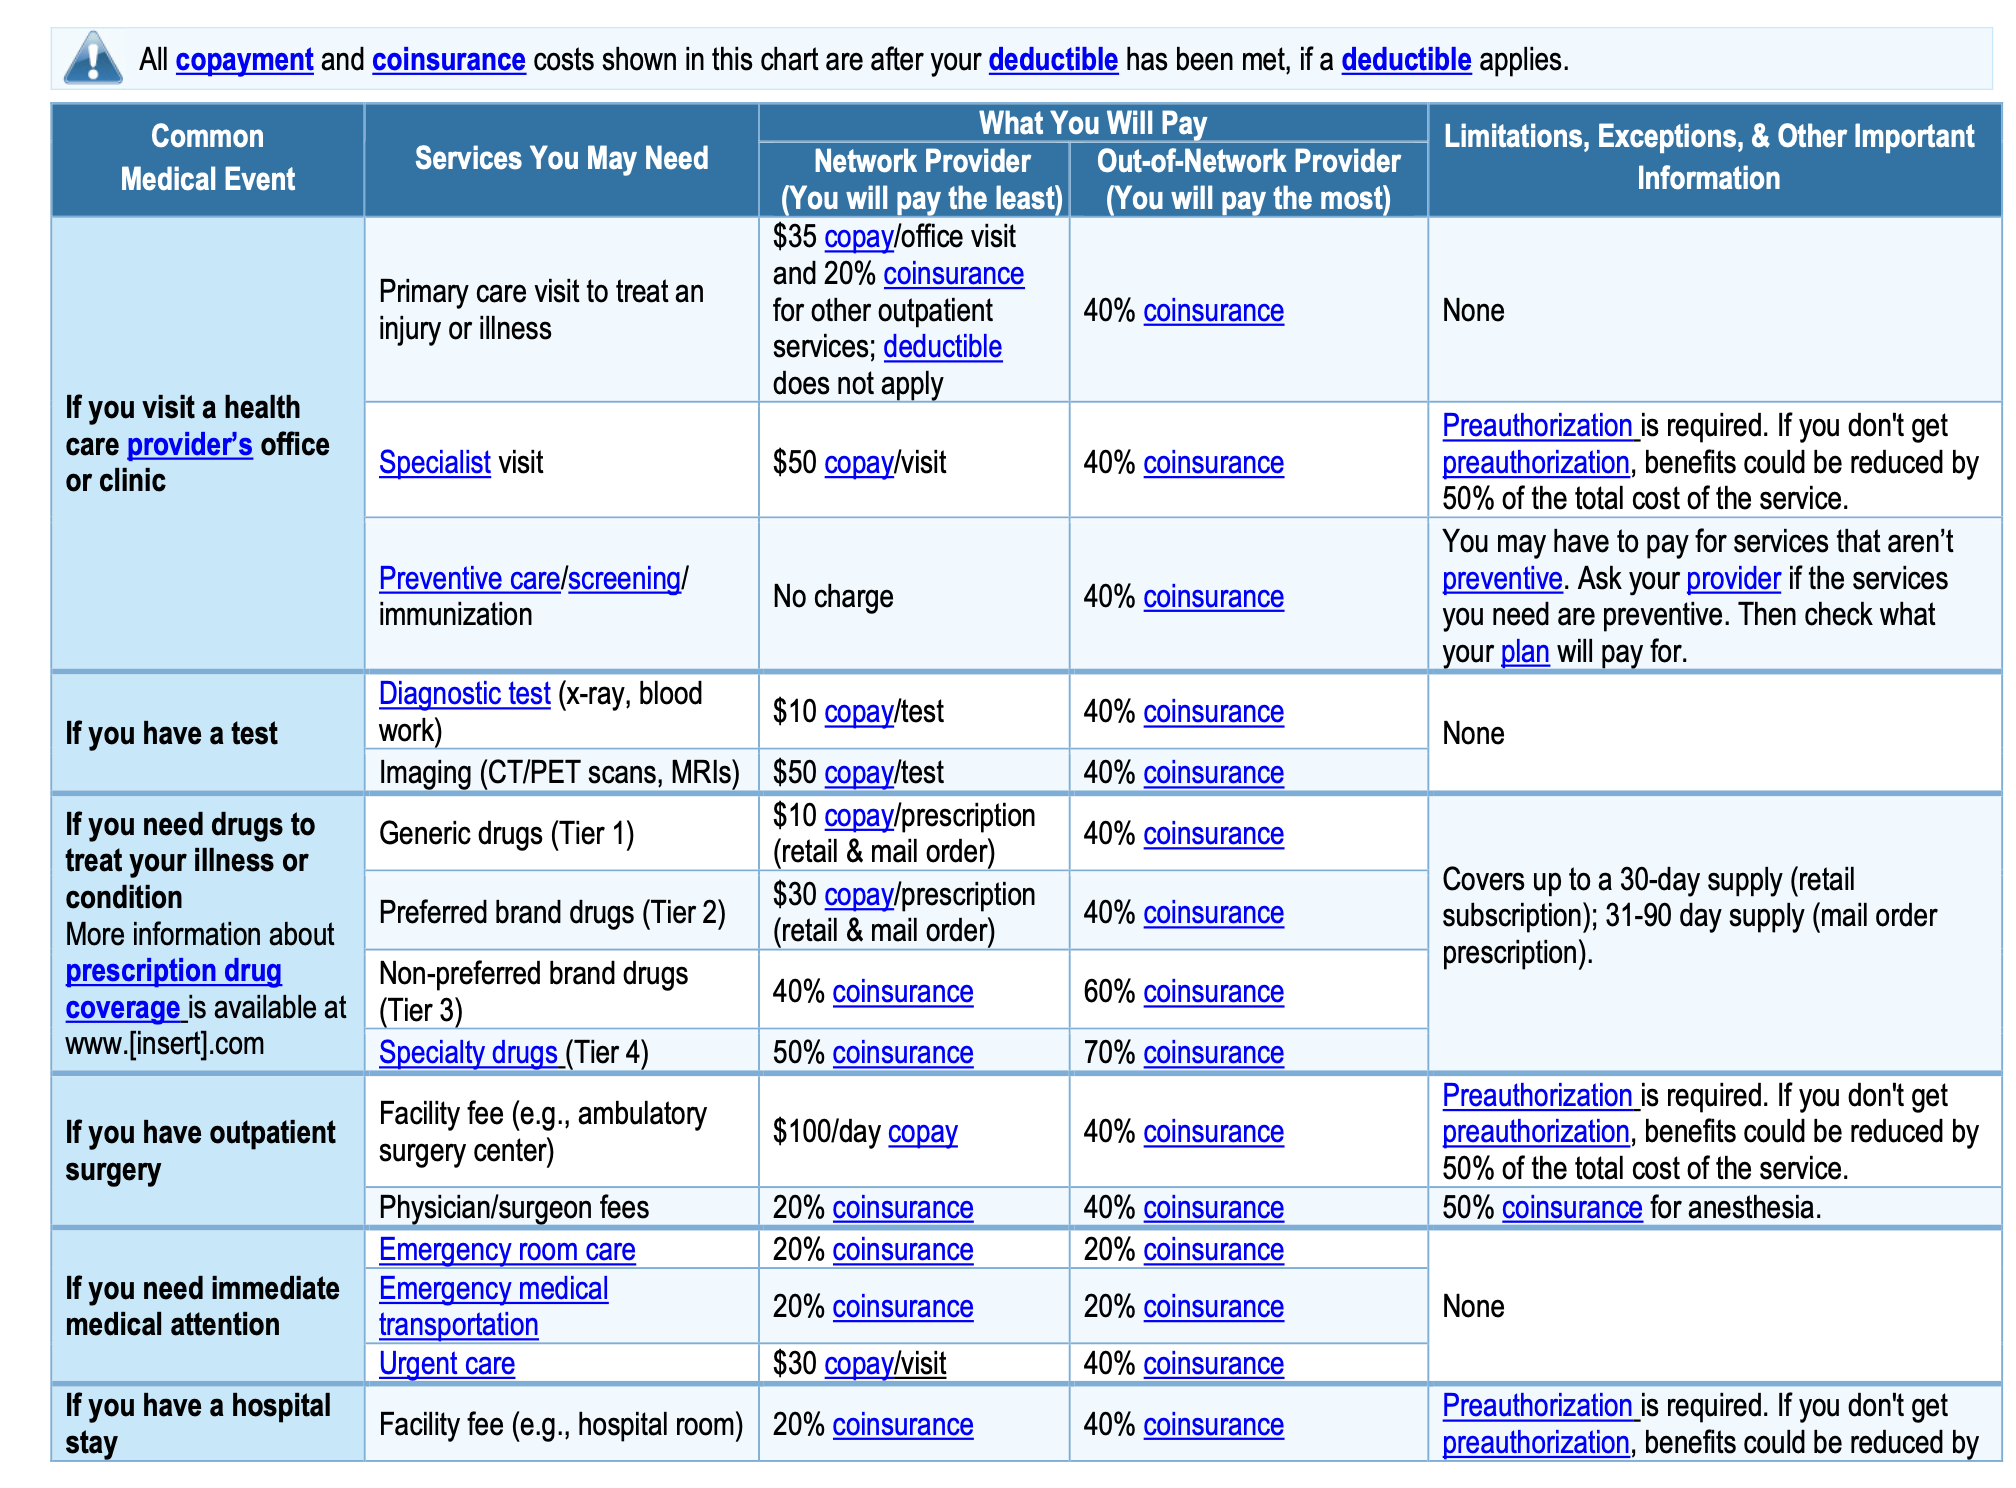 All copayment and coinsurance costs shown in this chart are after your deductible has been met, if a deductible applies.
Common
Medical Event
Services You May Need
What You Will Pay
Network Provider
(You will pay the least)
Out-of-Network Provider
(You will pay the most)
Limitations, Exceptions, & Other Important
Information
If you visit a health
care provider’s office
or clinic
Primary care visit to treat an
injury or illness
$35 copay/office visit
and 20% coinsurance
for other outpatient
services; deductible
does not apply
40% coinsurance
None
Specialist visit
$50 copay/visit
40% coinsurance
Preauthorization is required. If you don't get
preauthorization, benefits could be reduced by
50% of the total cost of the service.
Preventive care/screening/
immunization
No charge
40% coinsurance
You may have to pay for services that aren’t
preventive. Ask your provider if the services
you need are preventive. Then check what
your plan will pay for.
If you have a test
Diagnostic test (x-ray, blood
work)
$10 copay/test
40% coinsurance
None
Imaging (CT/PET scans, MRIs)
$50 copay/test
40% coinsurance
If you need drugs to
treat your illness or
condition
More information about
prescription drug
coverage is available at
www.[insert].com
Generic drugs (Tier 1)
$10 copay/prescription
(retail & mail order)
40% coinsurance
Covers up to a 30-day supply (retail
subscription); 31-90 day supply (mail order
prescription).
Preferred brand drugs (Tier 2)
$30 copay/prescription
(retail & mail order)
40% coinsurance
Non-preferred brand drugs
(Tier 3)
40% coinsurance
60% coinsurance
Specialty drugs (Tier 4)
50% coinsurance
70% coinsurance
If you have outpatient
surgery
Facility fee (e.g., ambulatory
surgery center)
$100/day copay
40% coinsurance
Preauthorization is required. If you don't get
preauthorization, benefits could be reduced by
50% of the total cost of the service.
Physician/surgeon fees
20% coinsurance
40% coinsurance
50% coinsurance for anesthesia.
If you need immediate
medical attention
Emergency room care
20% coinsurance
20% coinsurance
None
Emergency medical
transportation
20% coinsurance
20% coinsurance
Urgent care
$30 copay/visit
40% coinsurance
If you have a hospital
stay
Facility fee (e.g., hospital room)
20% coinsurance
40% coinsurance
Preauthorization is required. If you don't get
preauthorization, benefits could be reduced by